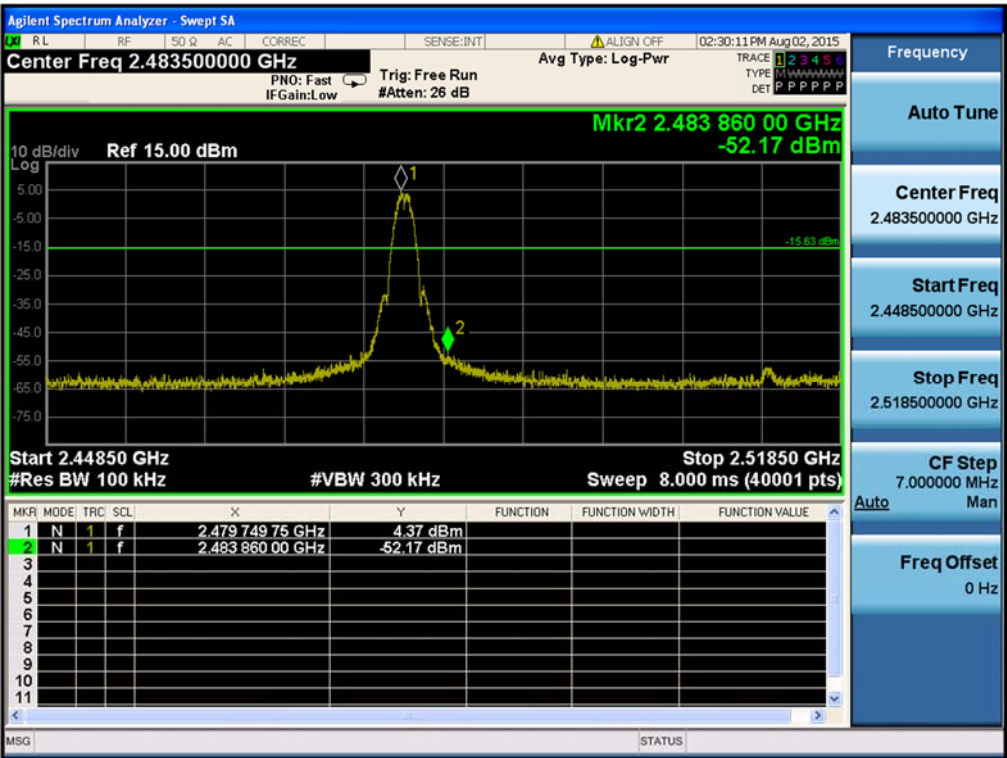 Agilent Spectrum Analyzer - Swept SA
RL RF 50 Ω AC CORREC SENSE:INT ALIGN OFF 02:30:11 PM Aug 02, 2015
Center Freq 2.483500000 GHz
PNO: Fast
IFGain:Low
Trig: Free Run
#Atten: 26 dB
Avg Type: Log-Pwr
TRACE 1 2 3 4 5 6
TYPE M
DET P P P P P P
Mkr2 2.483 860 00 GHz
-52.17 dBm
10 dB/div Ref 15.00 dBm
Log
1
5.00
-5.00
-15.0
-15.63 dBm
-25.0
-35.0
2
-45.0
-55.0
-65.0
-75.0
Start 2.44850 GHz Stop 2.51850 GHz
#Res BW 100 kHz #VBW 300 kHz Sweep 8.000 ms (40001 pts)
MKR MODE TRC SCL X Y FUNCTION FUNCTION WIDTH FUNCTION VALUE
1 N 1 f 2.479 749 75 GHz 4.37 dBm
2 N 1 f 2.483 860 00 GHz -52.17 dBm
3
4
5
6
7
8
9
10
11
MSG STATUS
Frequency
Auto Tune
Center Freq
2.483500000 GHz
Start Freq
2.448500000 GHz
Stop Freq
2.518500000 GHz
CF Step
7.000000 MHz
Auto Man
Freq Offset
0 Hz